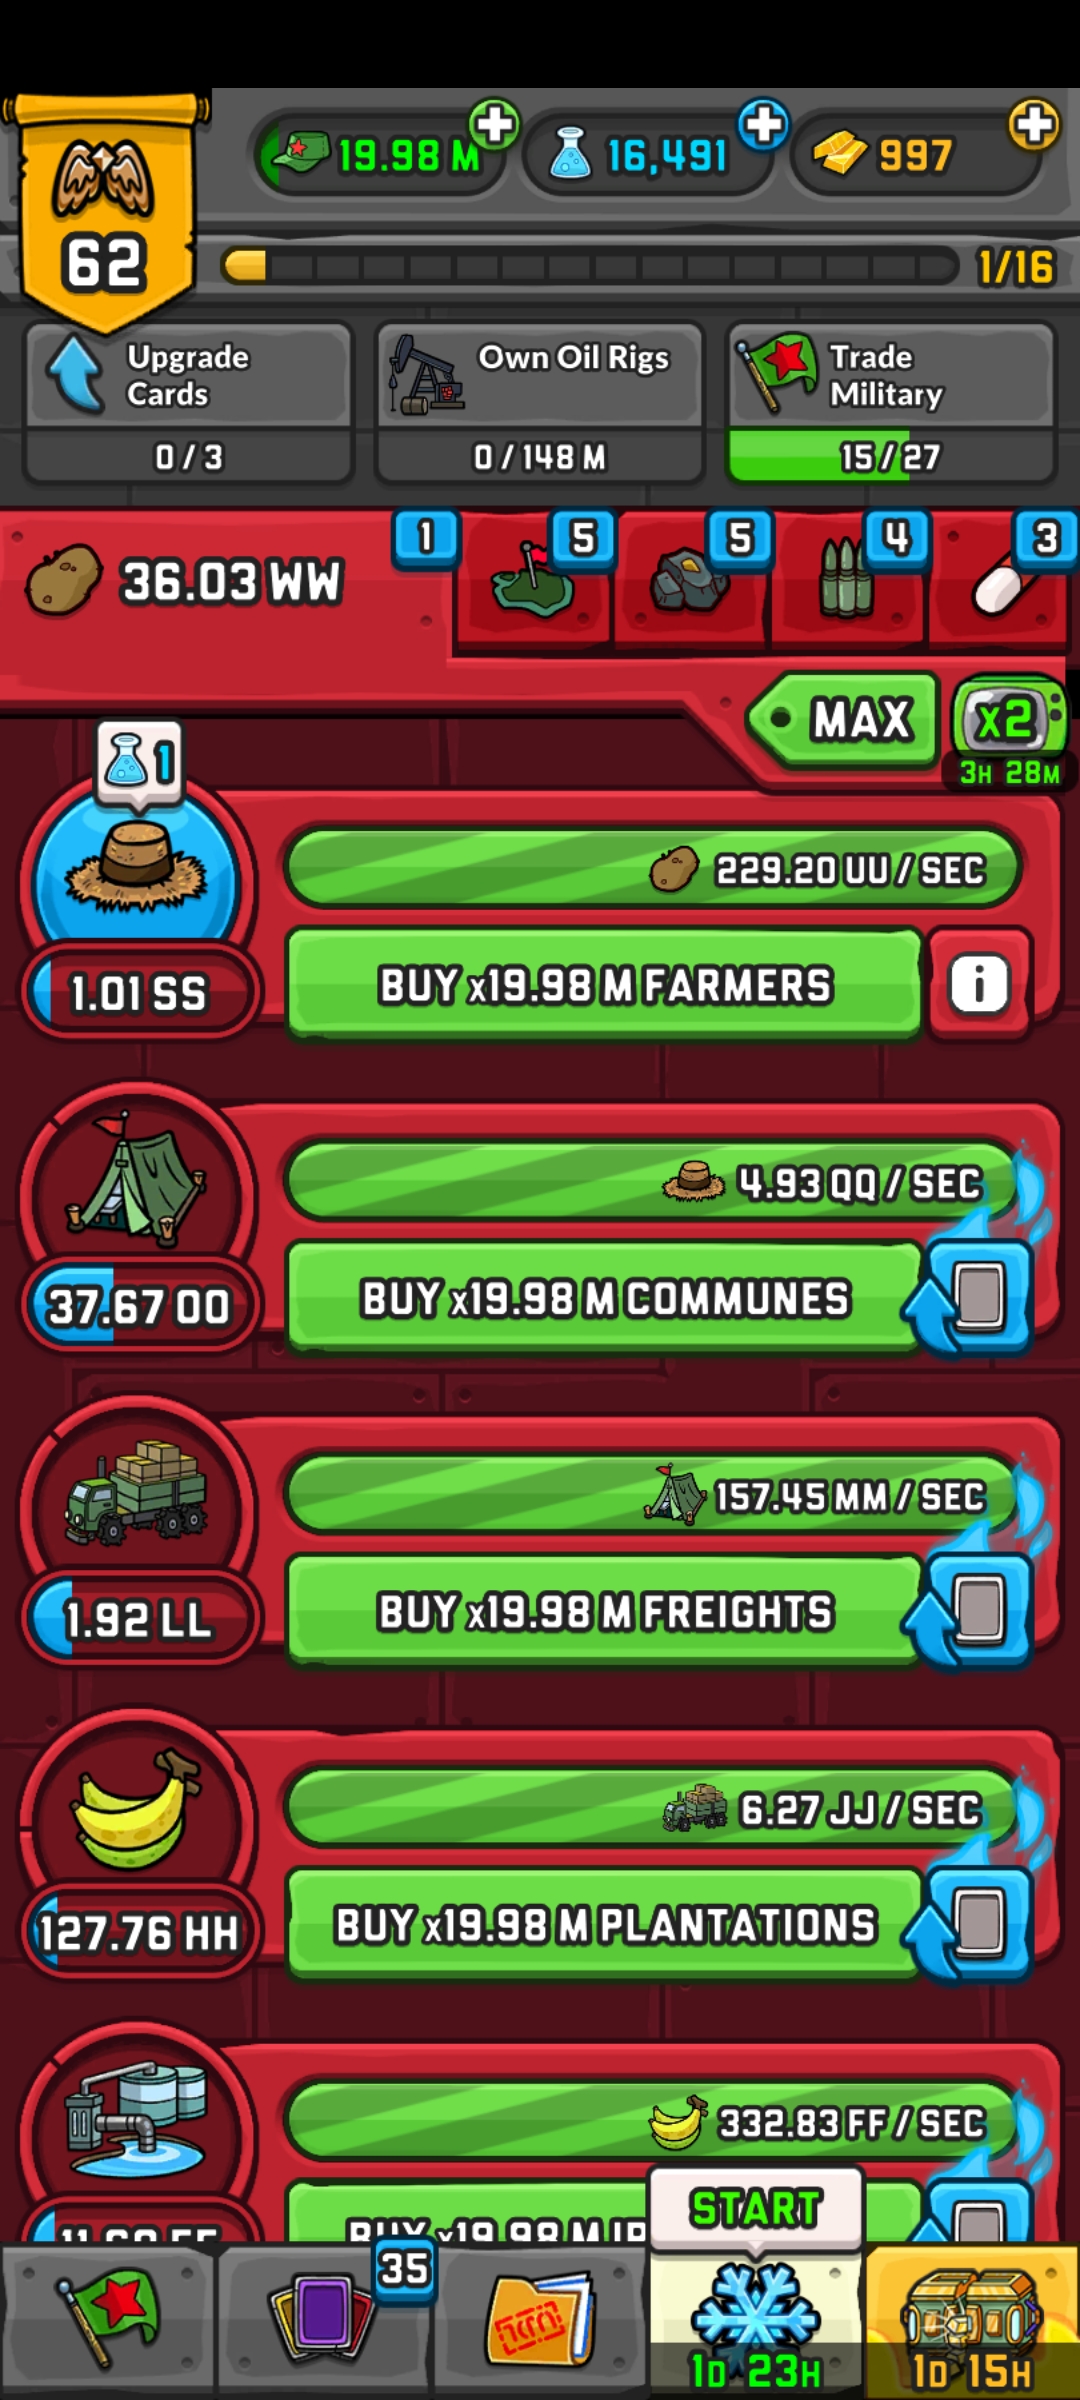 19.98 M
16,491
997
62
1/16
Upgrade
Cards
0/3
Own Oil Rigs
0/148 M
Trade
Military
15/27
36.03 WW
1
5
5
4
3
MAX
x2
3H 28M
1
229.20 UU / SEC
1.01 SS
BUY x19.98 M FARMERS
i
4.93 QQ / SEC
37.67 OO
BUY x19.98 M COMMUNES
157.45 MM / SEC
1.92 LL
BUY x19.98 M FREIGHTS
6.27 JJ / SEC
127.76 HH
BUY x19.98 M PLANTATIONS
332.83 FF / SEC
BUY x19.98 M
START
35
1D 23H
1D 15H